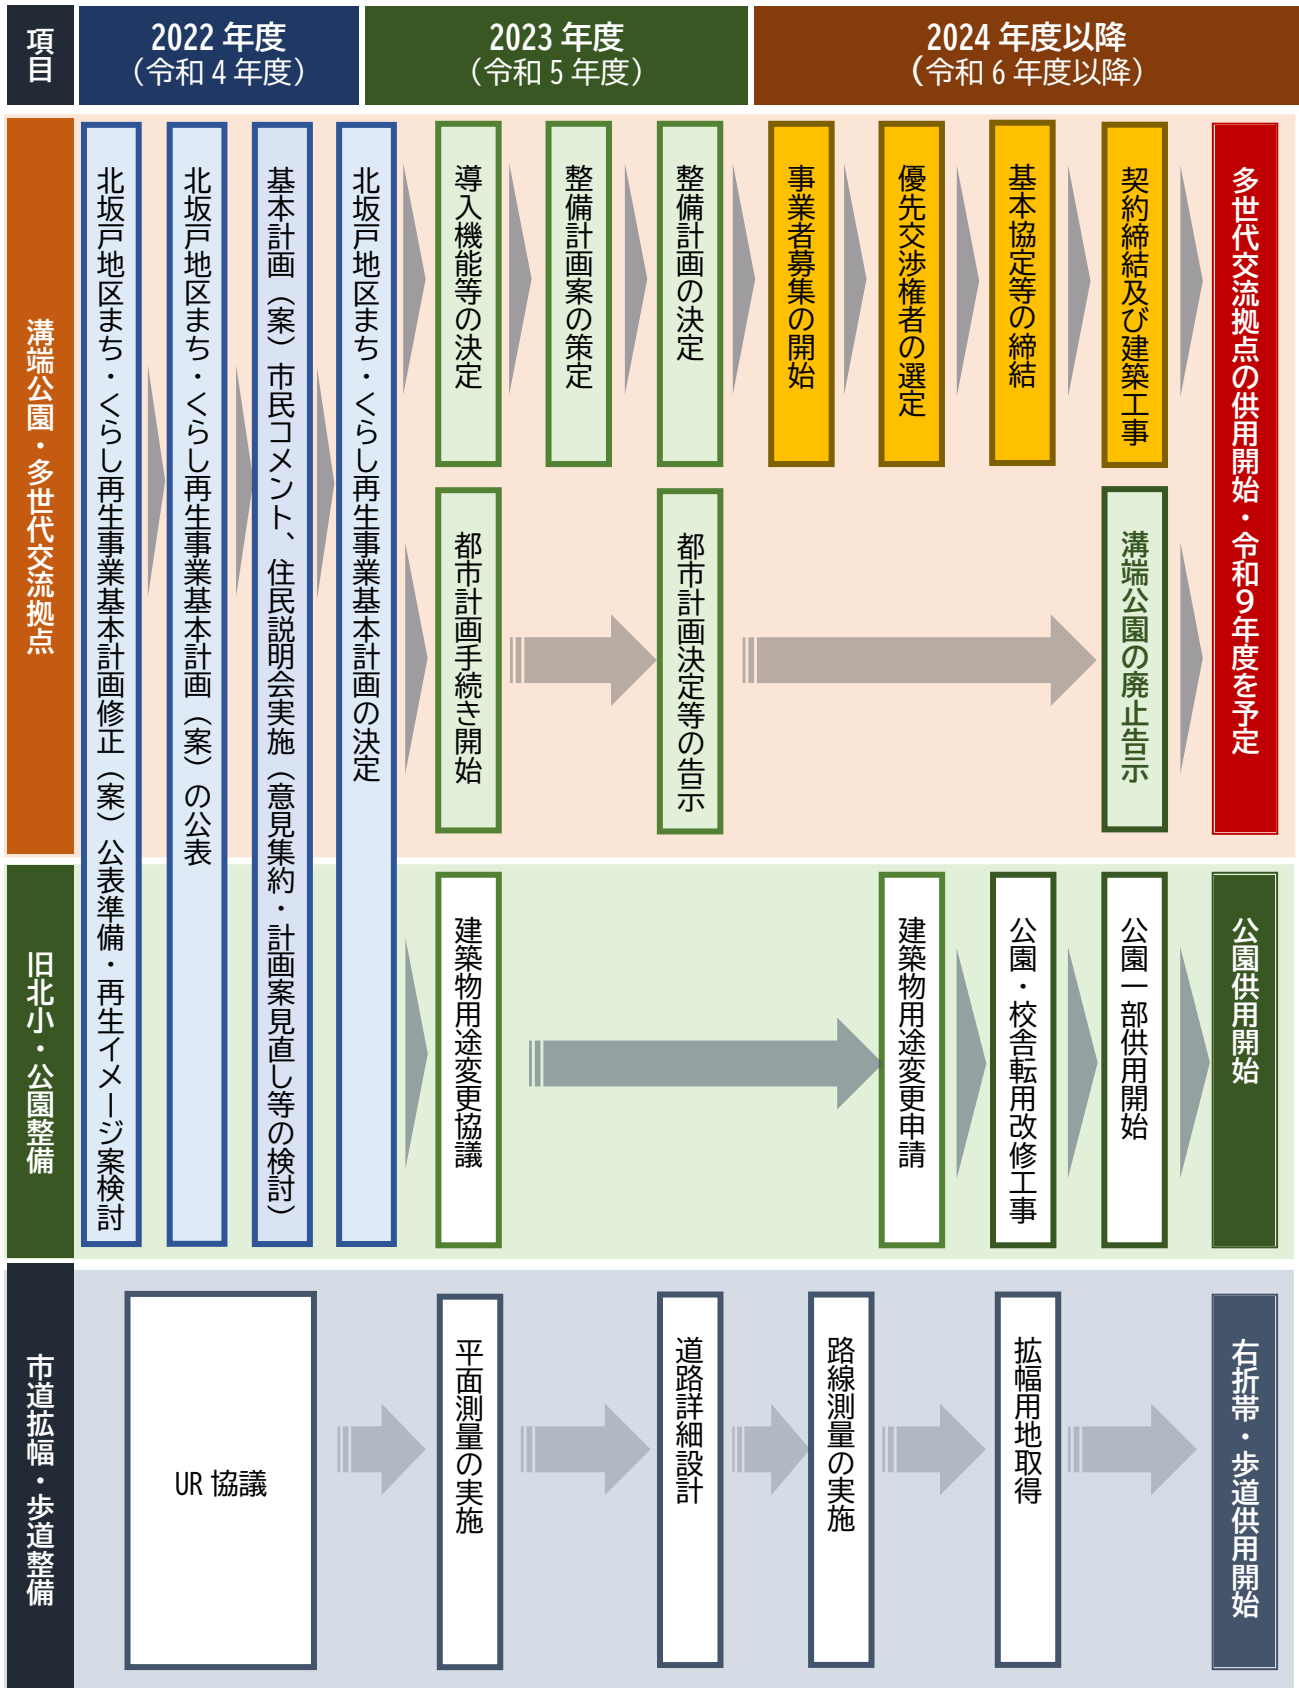 項目
2022 年度
（令和 4 年度）
2023 年度
（令和 5 年度）
2024 年度以降
（令和 6 年度以降）
溝端公園・多世代交流拠点
北坂戸地区まち・くらし再生事業基本計画修正（案）公表準備・再生イメージ案検討
北坂戸地区まち・くらし再生事業基本計画（案）の公表
基本計画（案）市民コメント、住民説明会実施（意見集約・計画案見直し等の検討）
北坂戸地区まち・くらし再生事業基本計画の決定
導入機能等の決定
整備計画案の策定
整備計画の決定
事業者募集の開始
優先交渉権者の選定
基本協定等の締結
契約締結及び建築工事
多世代交流拠点の供用開始・令和９年度を予定
都市計画手続き開始
都市計画決定等の告示
溝端公園の廃止告示
旧北小・公園整備
建築物用途変更協議
建築物用途変更申請
公園・校舎転用改修工事
公園一部供用開始
公園供用開始
市道拡幅・歩道整備
UR 協議
平面測量の実施
道路詳細設計
路線測量の実施
拡幅用地取得
右折帯・歩道供用開始